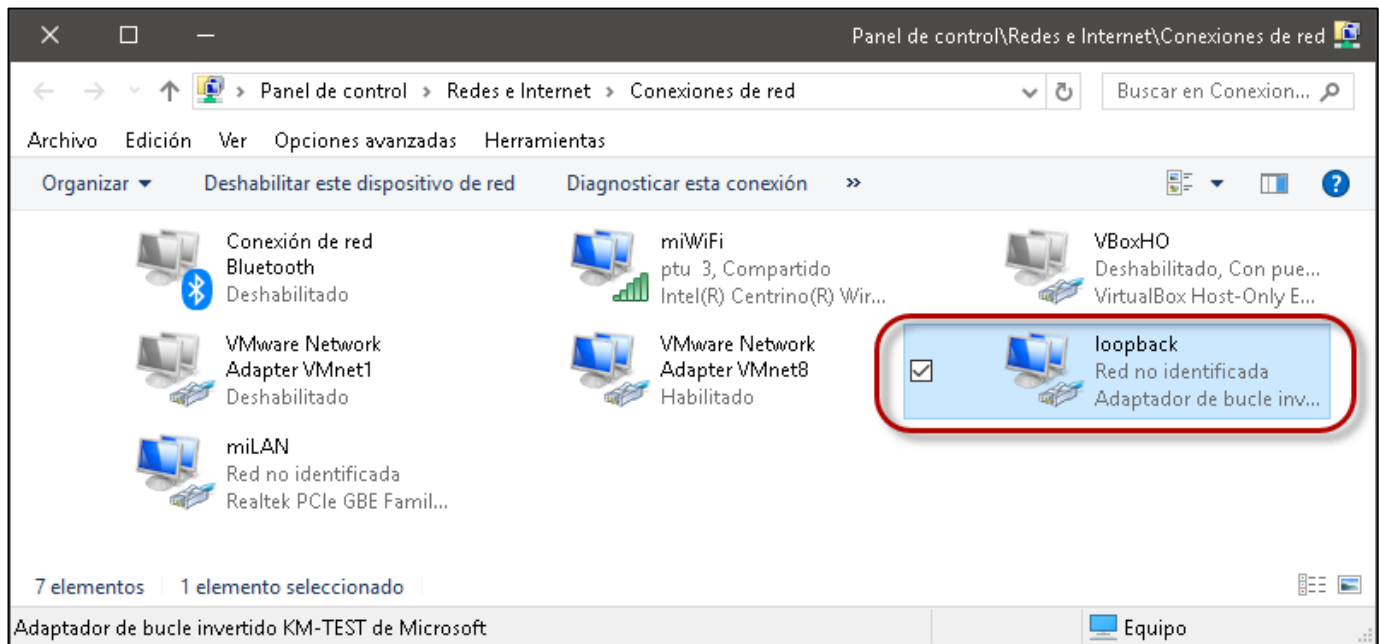 Panel de control\Redes e Internet\Conexiones de red
Panel de control > Redes e Internet > Conexiones de red
Buscar en Conexion...
Archivo Edición Ver Opciones avanzadas Herramientas
Organizar Deshabilitar este dispositivo de red Diagnosticar esta conexión »
Conexión de red
Bluetooth
Deshabilitado
miWiFi
ptu 3, Compartido
Intel(R) Centrino(R) Wir...
VBoxHO
Deshabilitado, Con pue...
VirtualBox Host-Only E...
VMware Network
Adapter VMnet1
Deshabilitado
VMware Network
Adapter VMnet8
Habilitado
loopback
Red no identificada
Adaptador de bucle inv...
miLAN
Red no identificada
Realtek PCIe GBE Famil...
7 elementos 1 elemento seleccionado
Adaptador de bucle invertido KM-TEST de Microsoft
Equipo